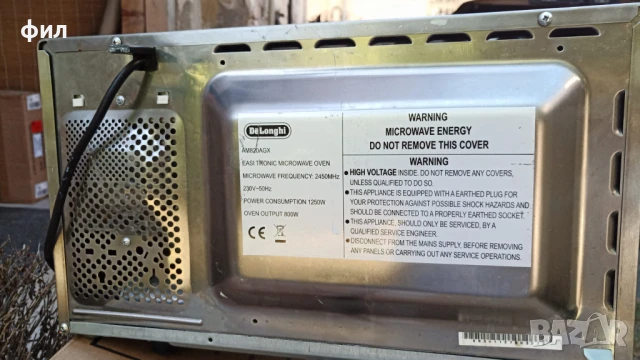 фил
DeLonghi
AM820AGX
EASI TRONIC MICROWAVE OVEN
MICROWAVE FREQUENCY: 2450MHz
230V~50Hz
POWER CONSUMPTION 1250W
OVEN OUTPUT 800W
CE
WARNING
MICROWAVE ENERGY
DO NOT REMOVE THIS COVER
WARNING
● HIGH VOLTAGE INSIDE. DO NOT REMOVE ANY COVERS,
UNLESS QUALIFIED TO DO SO.
● THIS APPLIANCE IS EQUIPPED WITH A EARTHED PLUG FOR
YOUR PROTECTION AGAINST POSSIBLE SHOCK HAZARDS AND
SHOULD BE CONNECTED TO A PROPERLY EARTHED SOCKET.
● THIS APPLIANCE, SHOULD ONLY BE SERVICED, BY A
QUALIFIED SERVICE ENGINEER.
● DISCONNECT FROM THE MAINS SUPPLY. BEFORE REMOVING
ANY PANELS OR CARRYING OUT ANY SERVICE OPERATIONS.
BAZAR